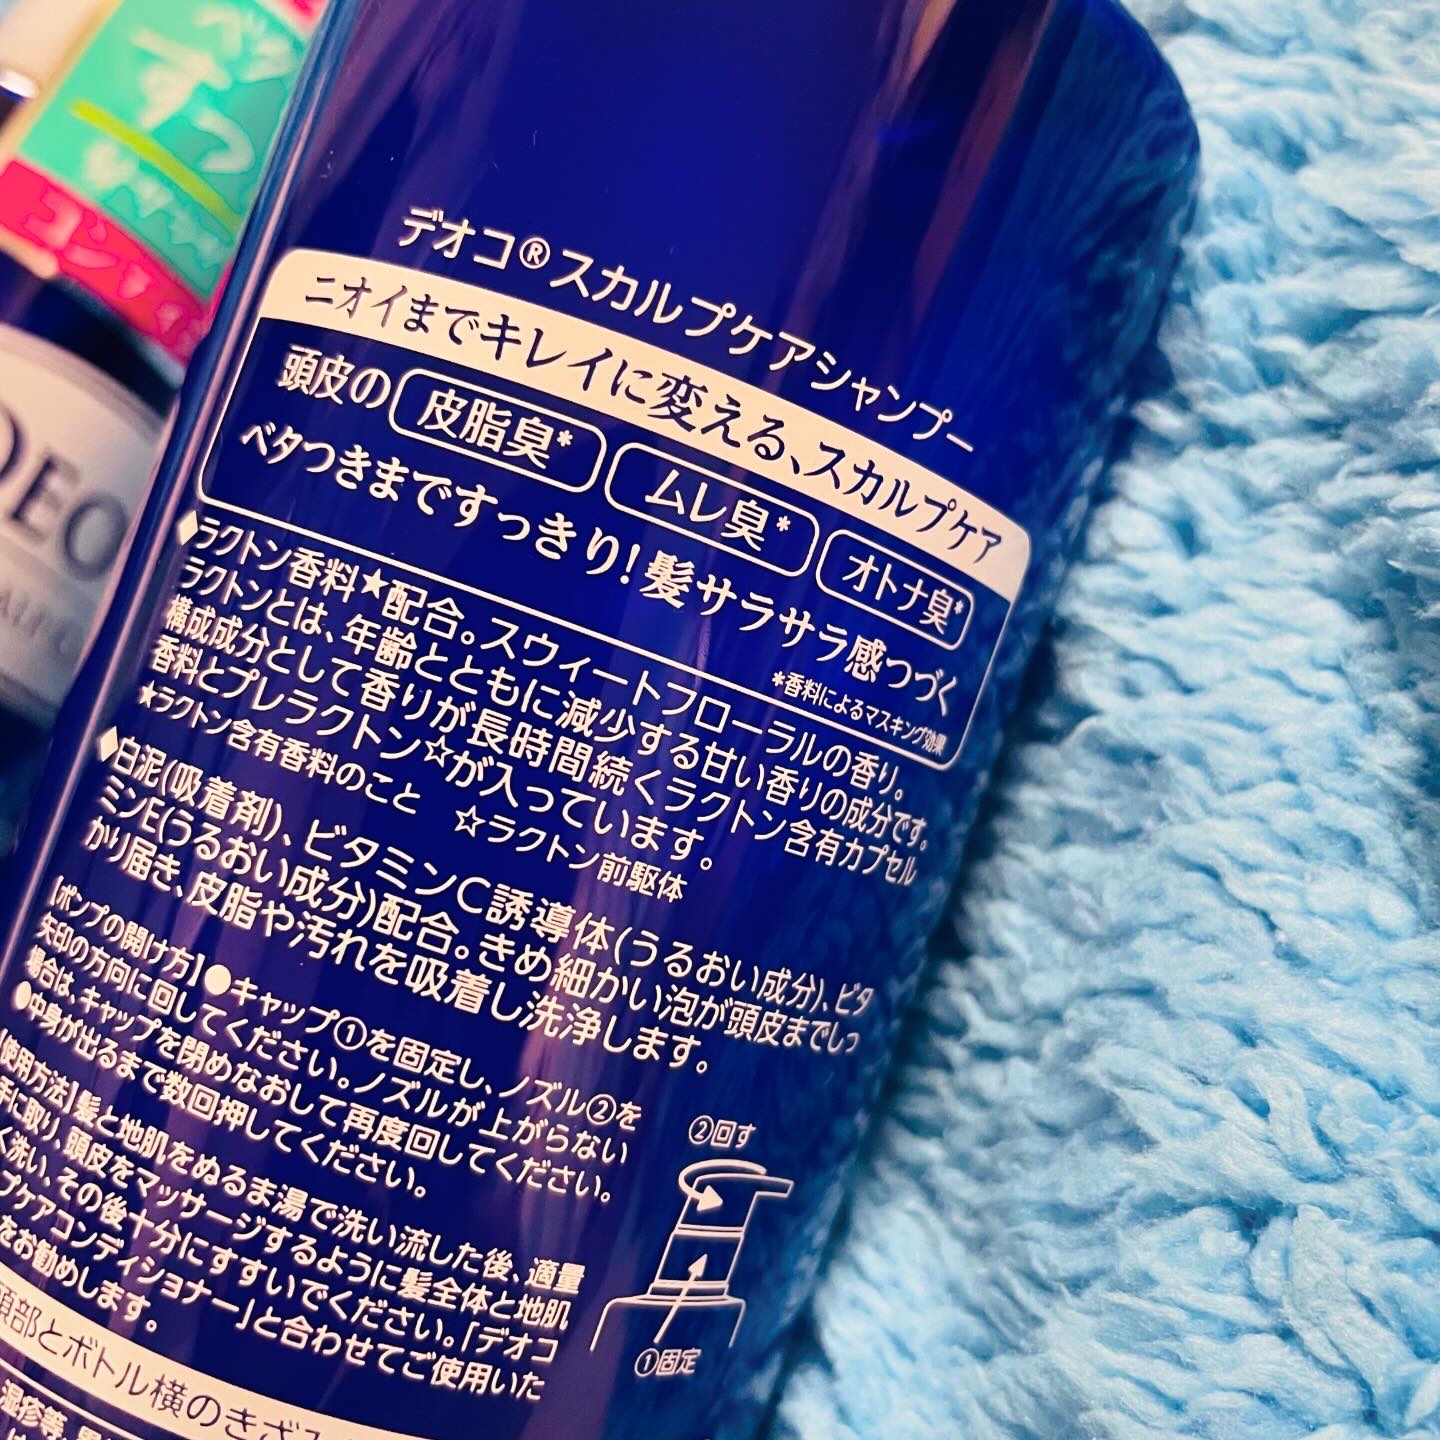 デオコ®スカルプケアシャンプー
ニオイまでキレイに変える、スカルプケア
頭皮の 皮脂臭* ムレ臭* オトナ臭*
ベタつきまですっきり!髪サラサラ感つづく
*香料によるマスキング効果
◆ラクトン香料★配合。スウィートフローラルの香り。
ラクトンとは、年齢とともに減少する甘い香りの成分です。
構成成分として香りが長時間続くラクトン含有カプセル
香料とプレラクトン☆が入っています。
★ラクトン含有香料のこと ☆ラクトン前駆体
◆白泥(吸着剤)、ビタミンC誘導体(うるおい成分)、ビタ
ミンE(うるおい成分)配合。きめ細かい泡が頭皮までしっ
かり届き、皮脂や汚れを吸着し洗浄します。
【ポンプの開け方】●キャップ①を固定し、ノズル②を
矢印の方向に回してください。ノズルが上がらない
場合は、キャップを閉めなおして再度回してください。
●中身が出るまで数回押してください。
【使用方法】髪と地肌をぬるま湯で洗い流した後、適量
手に取り、頭皮をマッサージするように髪全体と地肌
く洗い、その後十分にすすいでください。「デオコ
プケアコンディショナー」と合わせてご使用いた
をお勧めします。
②回す
①固定
頭部とボトル横のきざみ
湿疹等、
DEO